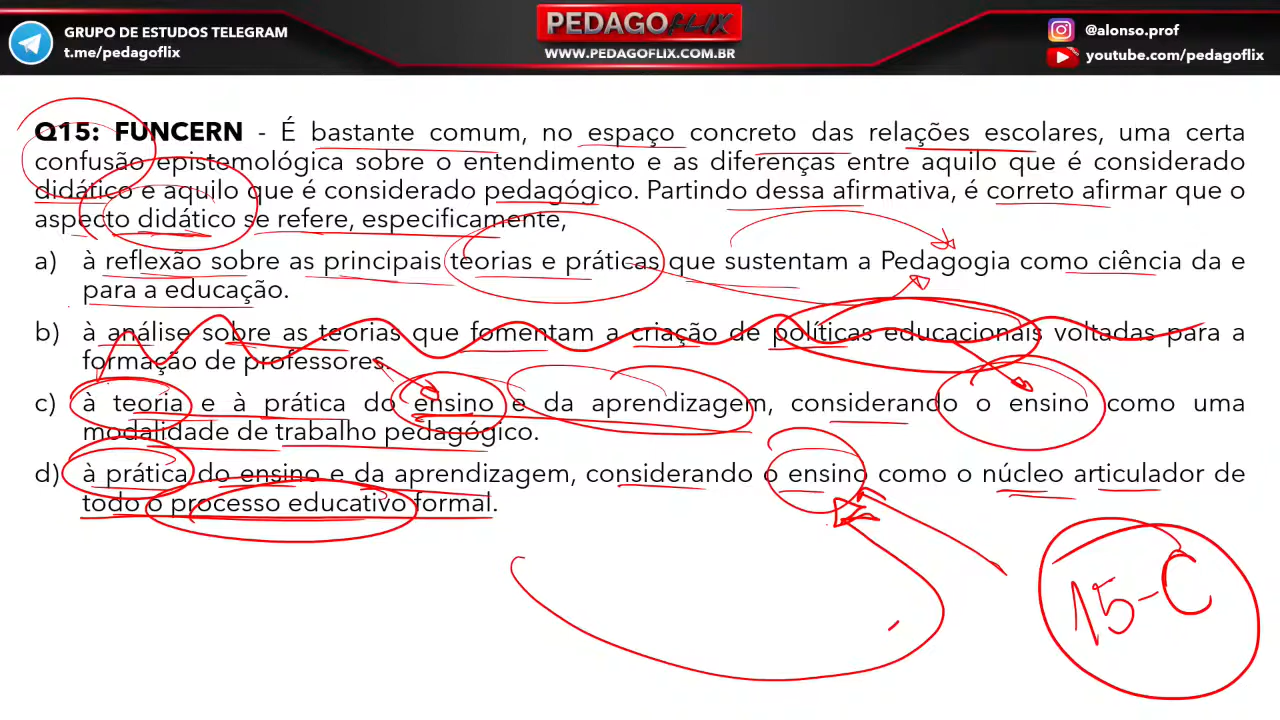 GRUPO DE ESTUDOS TELEGRAM
t.me/pedagoflix
PEDAGOFLIX
WWW.PEDAGOFLIX.COM.BR
@alonso.prof
youtube.com/pedagoflix
Q15: FUNCERN - É bastante comum, no espaço concreto das relações escolares, uma certa
confusão epistemológica sobre o entendimento e as diferenças entre aquilo que é considerado
didático e aquilo que é considerado pedagógico. Partindo dessa afirmativa, é correto afirmar que o
aspecto didático se refere, especificamente,
a) à reflexão sobre as principais teorias e práticas que sustentam a Pedagogia como ciência da e
para a educação.
b) à análise sobre as teorias que fomentam a criação de políticas educacionais voltadas para a
formação de professores.
c) à teoria e à prática do ensino e da aprendizagem, considerando o ensino como uma
modalidade de trabalho pedagógico.
d) à prática do ensino e da aprendizagem, considerando o ensino como o núcleo articulador de
todo o processo educativo formal.
15-C